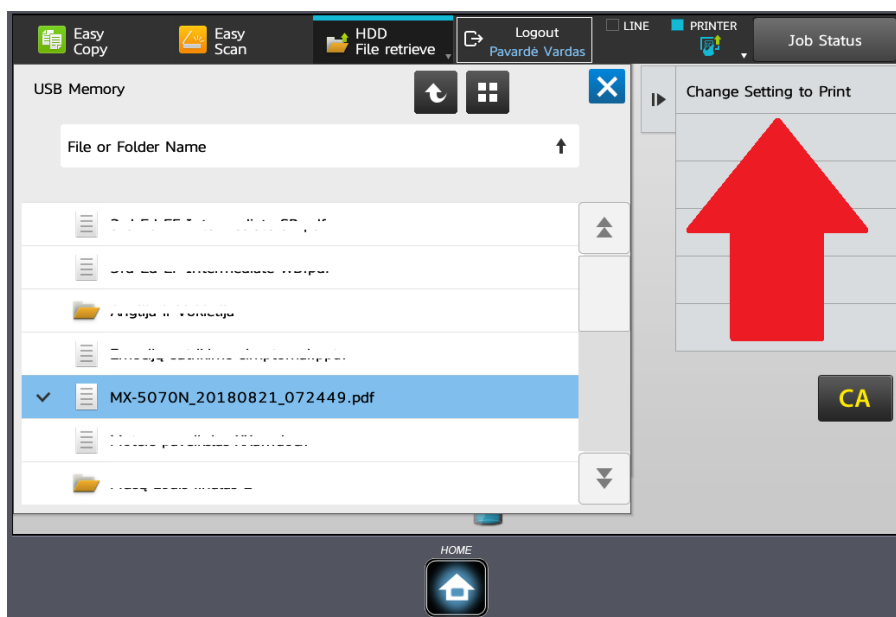 Easy
Copy
Easy
Scan
HDD
File retrieve
Logout
Pavardė Vardas
LINE
PRINTER
Job Status
USB Memory
Change Setting to Print
File or Folder Name
MX-5070N_20180821_072449.pdf
CA
HOME